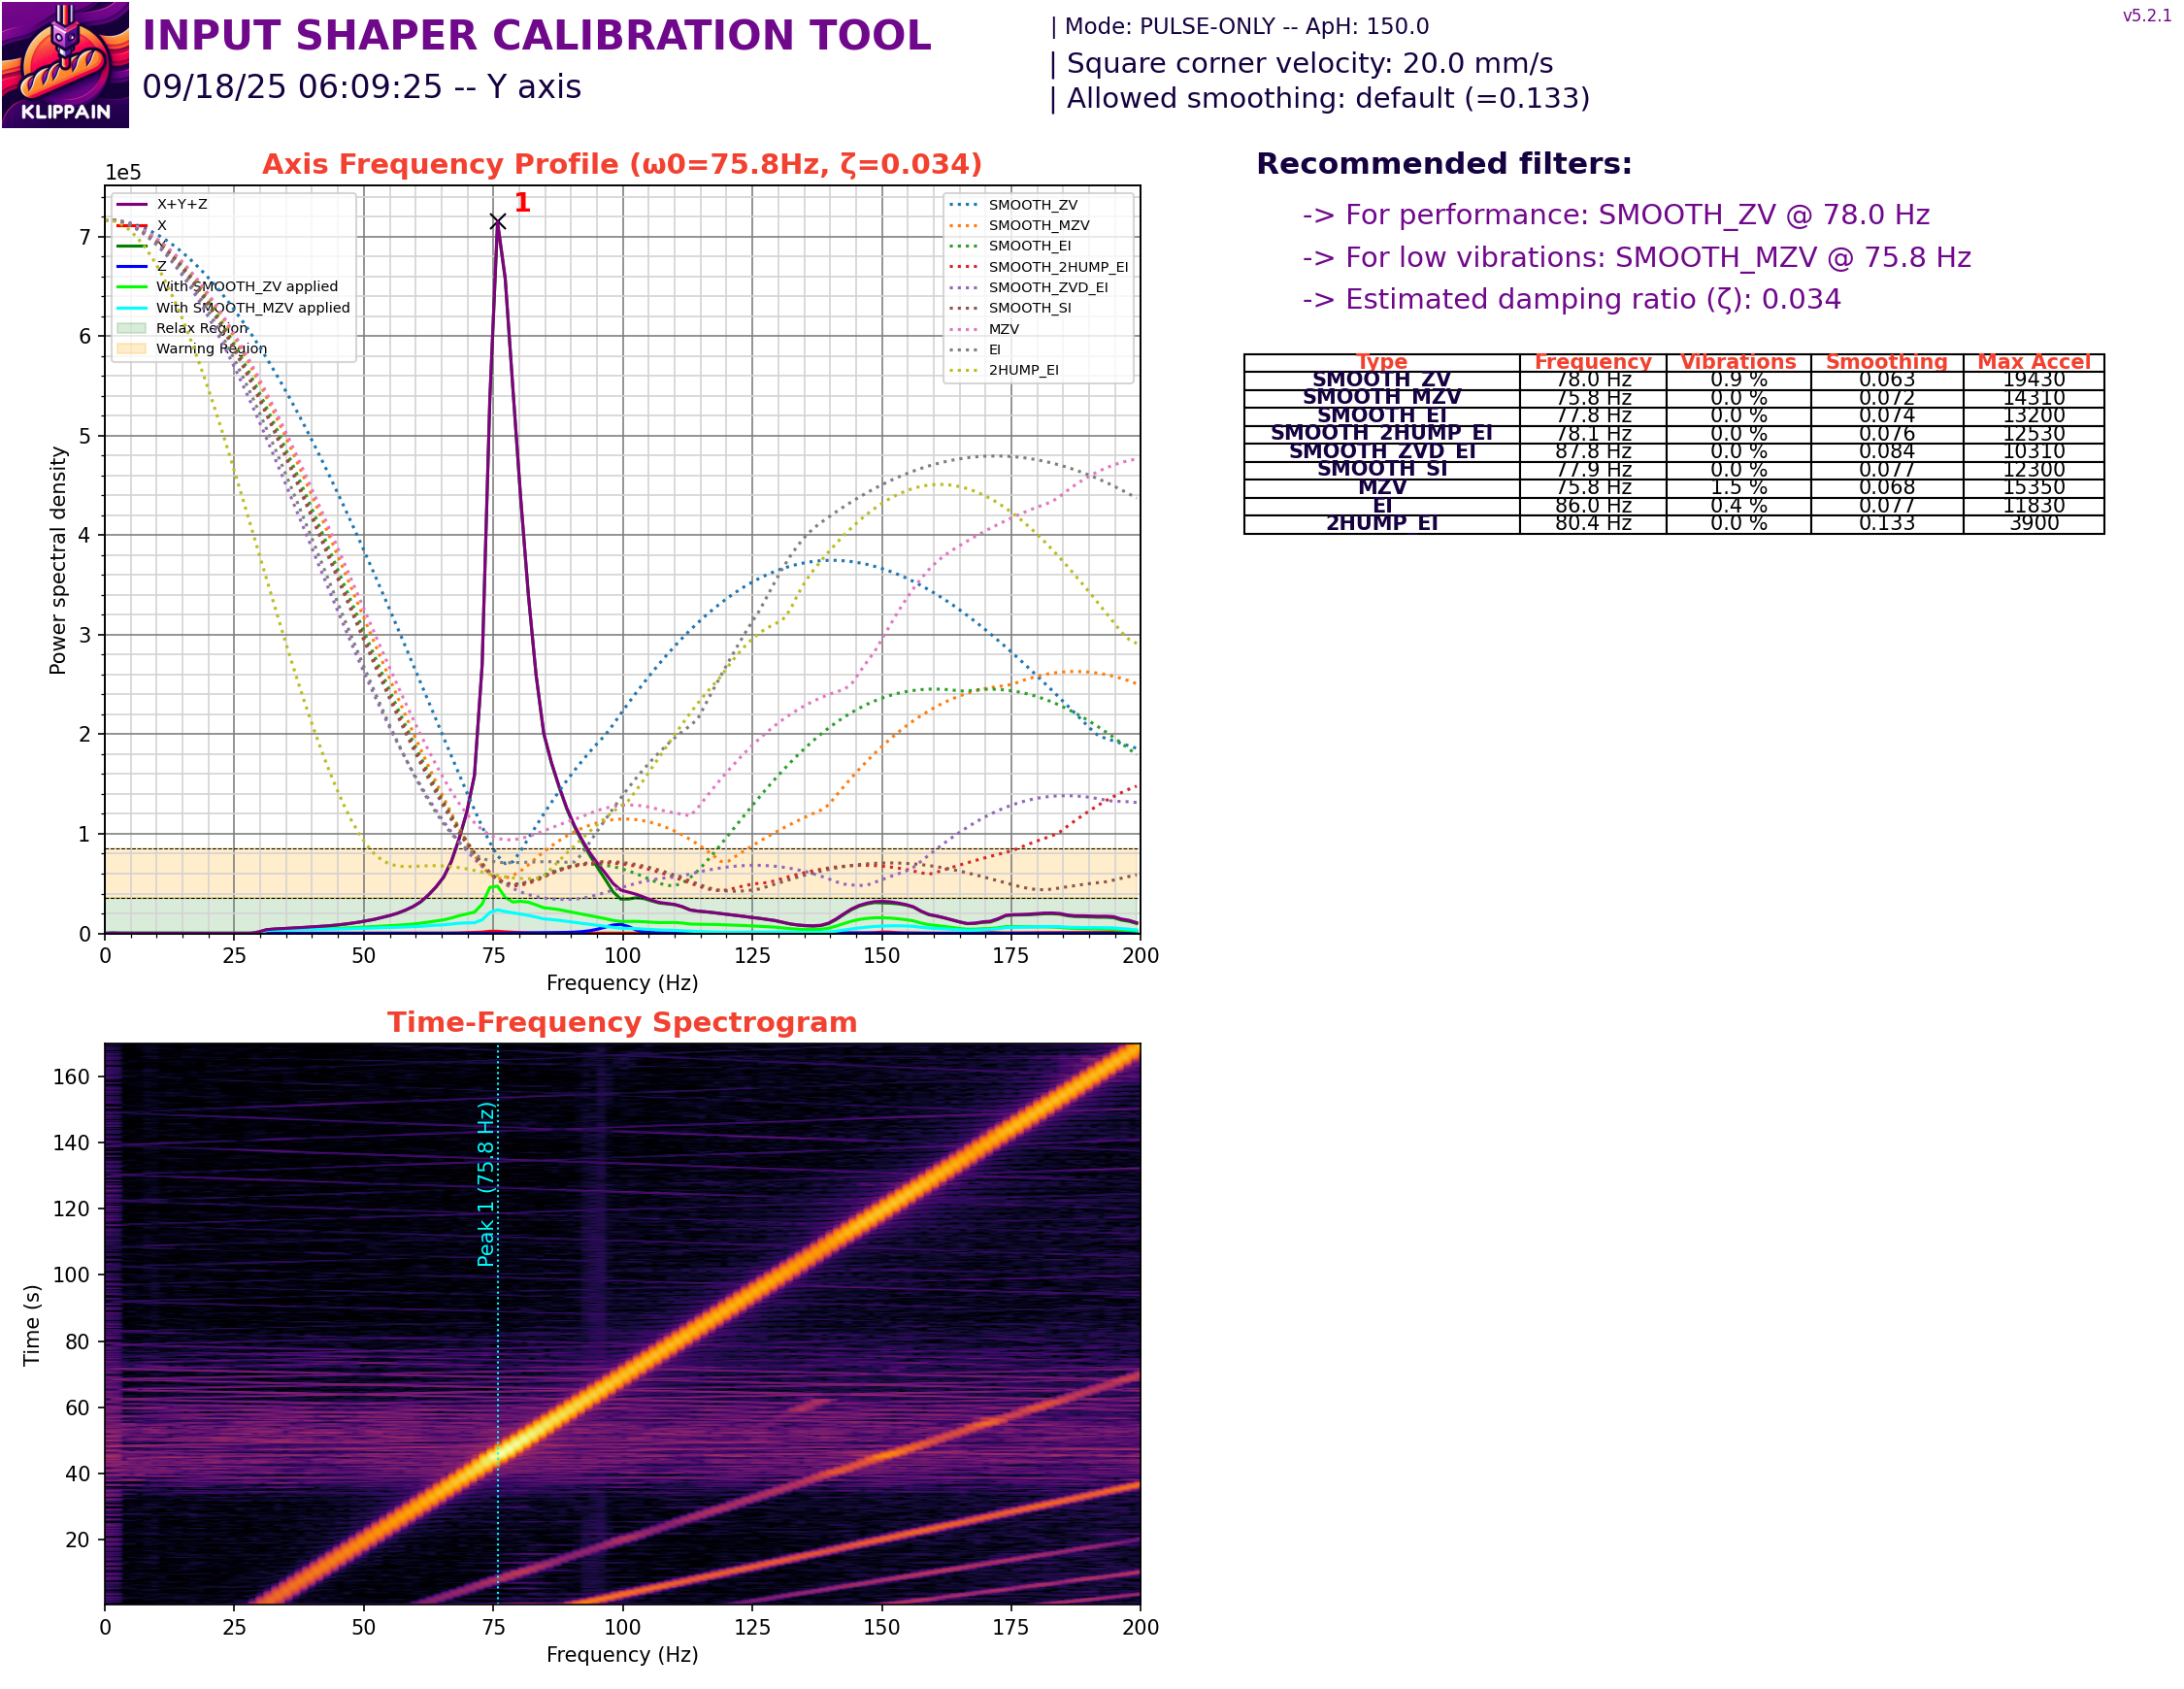 KLIPPAIN
INPUT SHAPER CALIBRATION TOOL
09/18/25 06:09:25 -- Y axis
| Mode: PULSE-ONLY -- ApH: 150.0
| Square corner velocity: 20.0 mm/s
| Allowed smoothing: default (=0.133)
v5.2.1
Axis Frequency Profile (ω0=75.8Hz, ζ=0.034)
1e5
1
X+Y+Z
X
Y
Z
With SMOOTH_ZV applied
With SMOOTH_MZV applied
Relax Region
Warning Region
SMOOTH_ZV
SMOOTH_MZV
SMOOTH_EI
SMOOTH_2HUMP_EI
SMOOTH_ZVD_EI
SMOOTH_SI
MZV
EI
2HUMP_EI
Power spectral density
7
6
5
4
3
2
1
0
0 25 50 75 100 125 150 175 200
Frequency (Hz)
Recommended filters:
-> For performance: SMOOTH_ZV @ 78.0 Hz
-> For low vibrations: SMOOTH_MZV @ 75.8 Hz
-> Estimated damping ratio (ζ): 0.034
Type Frequency Vibrations Smoothing Max Accel
SMOOTH_ZV 78.0 Hz 0.9 % 0.063 19430
SMOOTH_MZV 75.8 Hz 0.0 % 0.072 14310
SMOOTH_EI 77.8 Hz 0.0 % 0.074 13200
SMOOTH_2HUMP_EI 78.1 Hz 0.0 % 0.076 12530
SMOOTH_ZVD_EI 87.8 Hz 0.0 % 0.084 10310
SMOOTH_SI 77.9 Hz 0.0 % 0.077 12300
MZV 75.8 Hz 1.5 % 0.068 15350
EI 86.0 Hz 0.4 % 0.077 11830
2HUMP_EI 80.4 Hz 0.0 % 0.133 3900
Time-Frequency Spectrogram
Peak 1 (75.8 Hz)
Time (s)
160
140
120
100
80
60
40
20
0 25 50 75 100 125 150 175 200
Frequency (Hz)